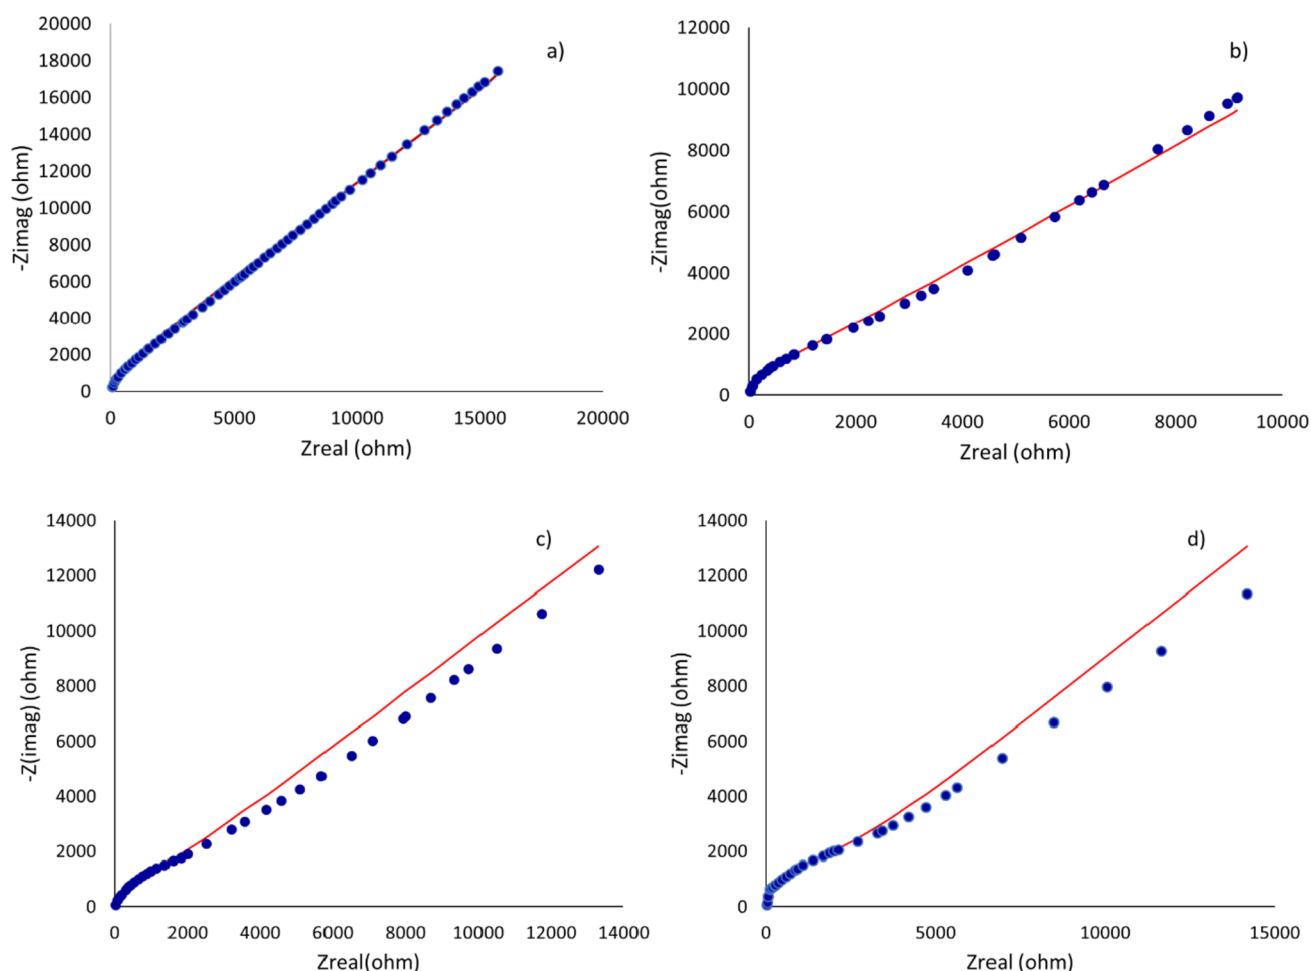 a)
-Zimag (ohm)
20000
18000
16000
14000
12000
10000
8000
6000
4000
2000
0
0 5000 10000 15000 20000
Zreal (ohm)
b)
-Zimag(ohm)
12000
10000
8000
6000
4000
2000
0
0 2000 4000 6000 8000 10000
Zreal (ohm)
c)
-Z(imag) (ohm)
14000
12000
10000
8000
6000
4000
2000
0
0 2000 4000 6000 8000 10000 12000 14000
Zreal(ohm)
d)
-Zimag (ohm)
14000
12000
10000
8000
6000
4000
2000
0
0 5000 10000 15000
Zreal (ohm)